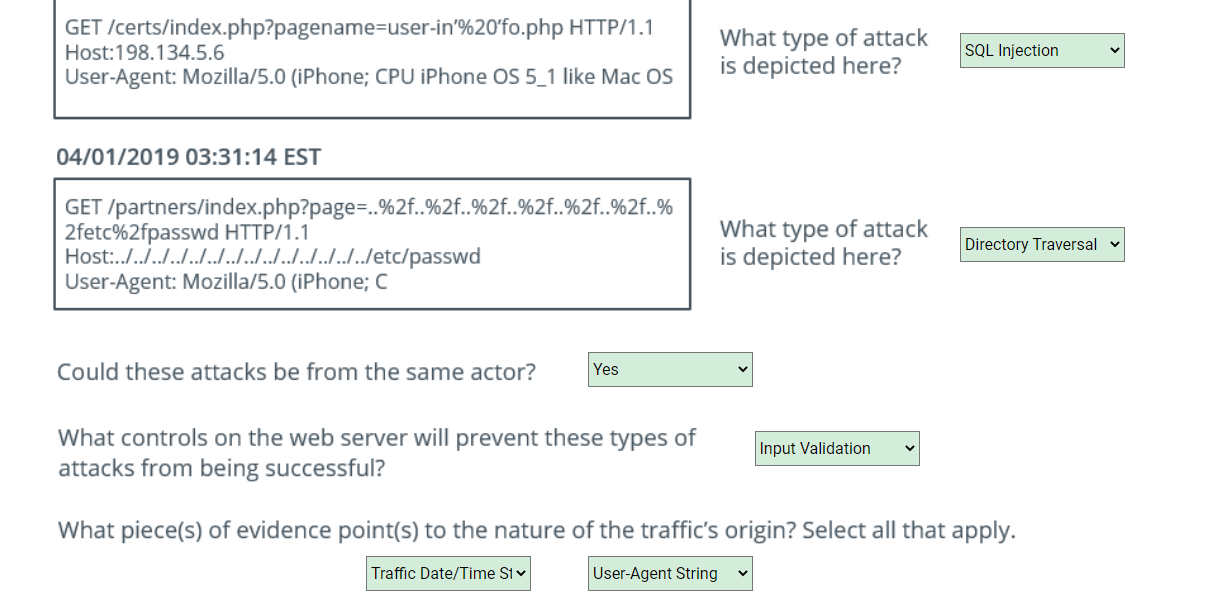 GET /certs/index.php?pagename=user-in’%20’fo.php HTTP/1.1
Host:198.134.5.6
User-Agent: Mozilla/5.0 (iPhone; CPU iPhone OS 5_1 like Mac OS
What type of attack
is depicted here?
SQL Injection
04/01/2019 03:31:14 EST
GET /partners/index.php?page=..%2f..%2f..%2f..%2f..%2f..%2f..%
2fetc%2fpasswd HTTP/1.1
Host:../../../../../../../../../../../../../../etc/passwd
User-Agent: Mozilla/5.0 (iPhone; C
What type of attack
is depicted here?
Directory Traversal
Could these attacks be from the same actor?
Yes
What controls on the web server will prevent these types of
attacks from being successful?
Input Validation
What piece(s) of evidence point(s) to the nature of the traffic’s origin? Select all that apply.
Traffic Date/Time St
User-Agent String